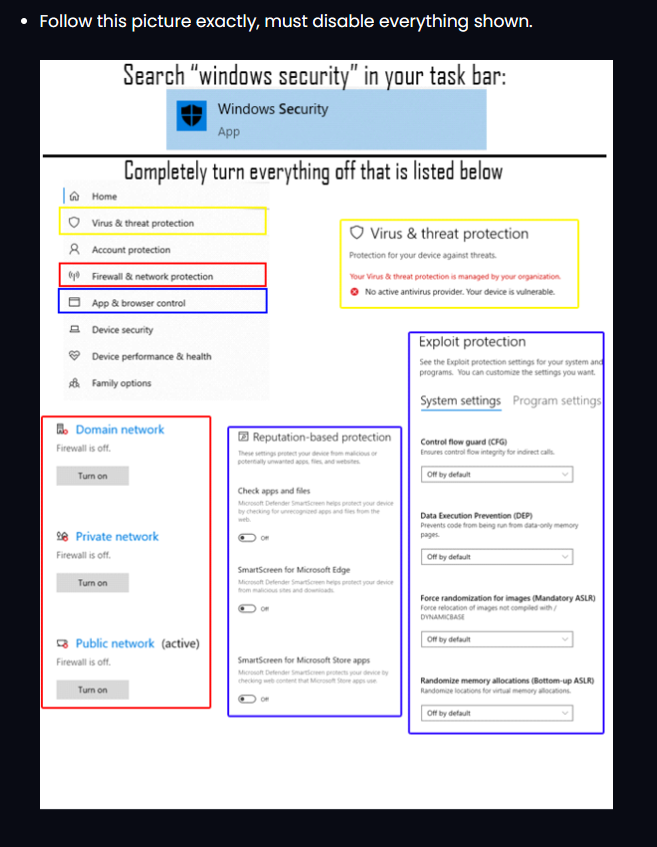 Follow this picture exactly, must disable everything shown.
Search "windows security" in your task bar:
Windows Security
App
Completely turn everything off that is listed below
Home
Virus & threat protection
Account protection
Firewall & network protection
App & browser control
Device security
Device performance & health
Family options
Virus & threat protection
Protection for your device against threats.
Your Virus & threat protection is managed by your organization.
No active antivirus provider. Your device is vulnerable.
Domain network
Firewall is off.
Turn on
Private network
Firewall is off.
Turn on
Public network (active)
Firewall is off.
Turn on
Reputation-based protection
These settings protect your device from malicious or
potentially unwanted apps, files, and websites.
Check apps and files
Microsoft Defender SmartScreen helps protect your device
by checking for unrecognized apps and files from the
web.
Off
SmartScreen for Microsoft Edge
Microsoft Defender SmartScreen helps protect your device
from malicious sites and downloads.
Off
SmartScreen for Microsoft Store apps
Microsoft Defender SmartScreen protects your device by
checking web content that Microsoft Store apps use.
Off
Exploit protection
See the Exploit protection settings for your system and
programs. You can customize the settings you want.
System settings Program settings
Control flow guard (CFG)
Ensures control flow integrity for indirect calls.
Off by default
Data Execution Prevention (DEP)
Prevents code from being run from data-only memory
pages.
Off by default
Force randomization for images (Mandatory ASLR)
Force relocation of images not compiled with /
DYNAMICBASE
Off by default
Randomize memory allocations (Bottom-up ASLR)
Randomize locations for virtual memory allocations.
Off by default